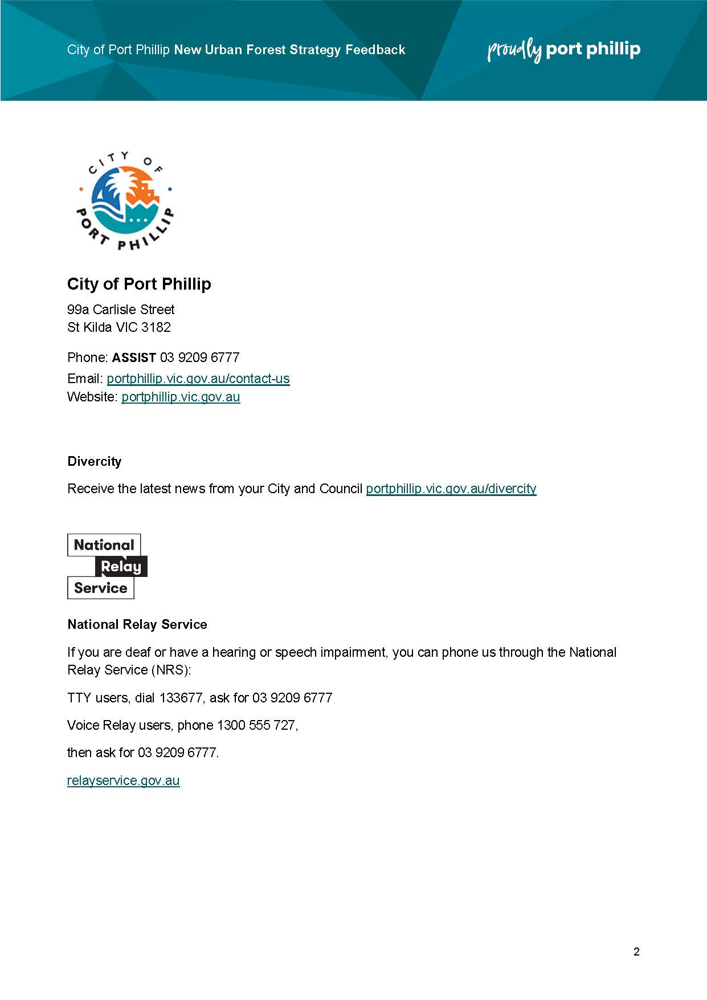 City of Port Phillip New Urban Forest Strategy Feedback
proudly port phillip
CITY OF
PORT PHILLIP
City of Port Phillip
99a Carlisle Street
St Kilda VIC 3182
Phone: ASSIST 03 9209 6777
Email: portphillip.vic.gov.au/contact-us
Website: portphillip.vic.gov.au
Divercity
Receive the latest news from your City and Council portphillip.vic.gov.au/divercity
National
Relay
Service
National Relay Service
If you are deaf or have a hearing or speech impairment, you can phone us through the National
Relay Service (NRS):
TTY users, dial 133677, ask for 03 9209 6777
Voice Relay users, phone 1300 555 727,
then ask for 03 9209 6777.
relayservice.gov.au
2